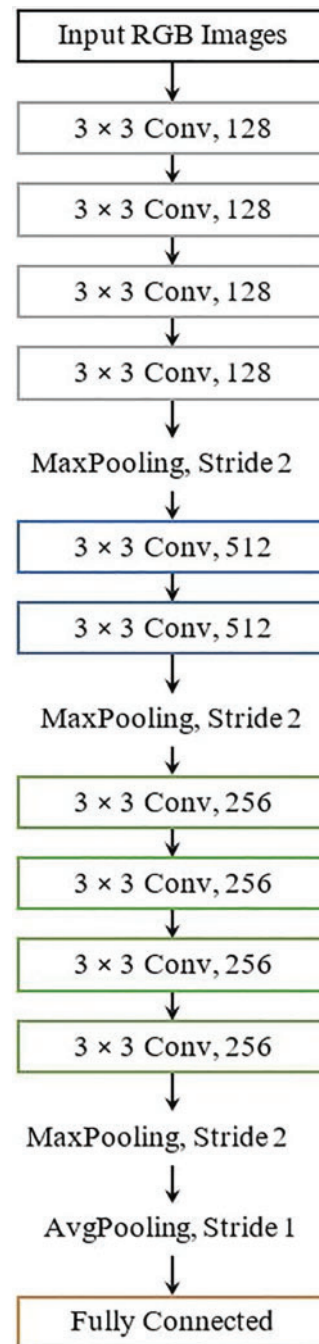 Input RGB Images
3 × 3 Conv, 128
3 × 3 Conv, 128
3 × 3 Conv, 128
3 × 3 Conv, 128
MaxPooling, Stride 2
3 × 3 Conv, 512
3 × 3 Conv, 512
MaxPooling, Stride 2
3 × 3 Conv, 256
3 × 3 Conv, 256
3 × 3 Conv, 256
3 × 3 Conv, 256
MaxPooling, Stride 2
AvgPooling, Stride 1
Fully Connected